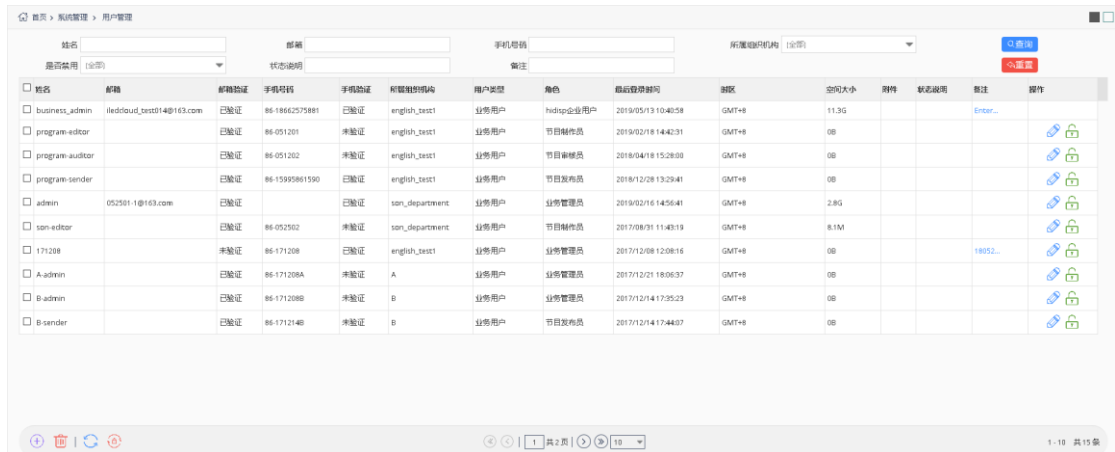 首页 > 系统管理 > 用户管理
姓名 邮箱 手机号码 所属组织机构 (全部) 查询
是否禁用 (全部) 状态说明 备注 重置
姓名 邮箱 邮箱验证 手机号码 手机验证 所属组织机构 用户类型 角色 最后登录时间 时区 空间大小 附件 状态说明 备注 操作
business_admin iledcloud_test014@163.com 已验证 86-18662575881 已验证 english_test1 业务用户 hidisp企业用户 2019/05/13 10:40:58 GMT+8 11.3G Enter...
program-editor 已验证 86-051201 未验证 english_test1 业务用户 节目制作员 2019/02/18 14:42:31 GMT+8 0B
program-auditor 已验证 86-051202 未验证 english_test1 业务用户 节目审核员 2018/04/18 15:28:00 GMT+8 0B
program-sender 已验证 86-15995861590 已验证 english_test1 业务用户 节目发布员 2018/12/28 13:29:41 GMT+8 0B
admin 052501-1@163.com 已验证 已验证 son_department 业务用户 业务管理员 2019/02/16 14:56:41 GMT+8 2.8G
son-editor 已验证 86-052502 未验证 son_department 业务用户 节目制作员 2017/08/31 11:43:19 GMT+8 8.1M
171208 未验证 86-171208 已验证 english_test1 业务用户 业务管理员 2017/12/08 12:08:16 GMT+8 0B 18052...
A-admin 已验证 86-171208A 未验证 A 业务用户 业务管理员 2017/12/21 18:06:37 GMT+8 0B
B-admin 已验证 86-171208B 未验证 B 业务用户 业务管理员 2017/12/14 17:35:23 GMT+8 0B
B-sender 已验证 86-171214B 未验证 B 业务用户 节目发布员 2017/12/14 17:44:07 GMT+8 0B
1 共2页 10 1-10 共15条